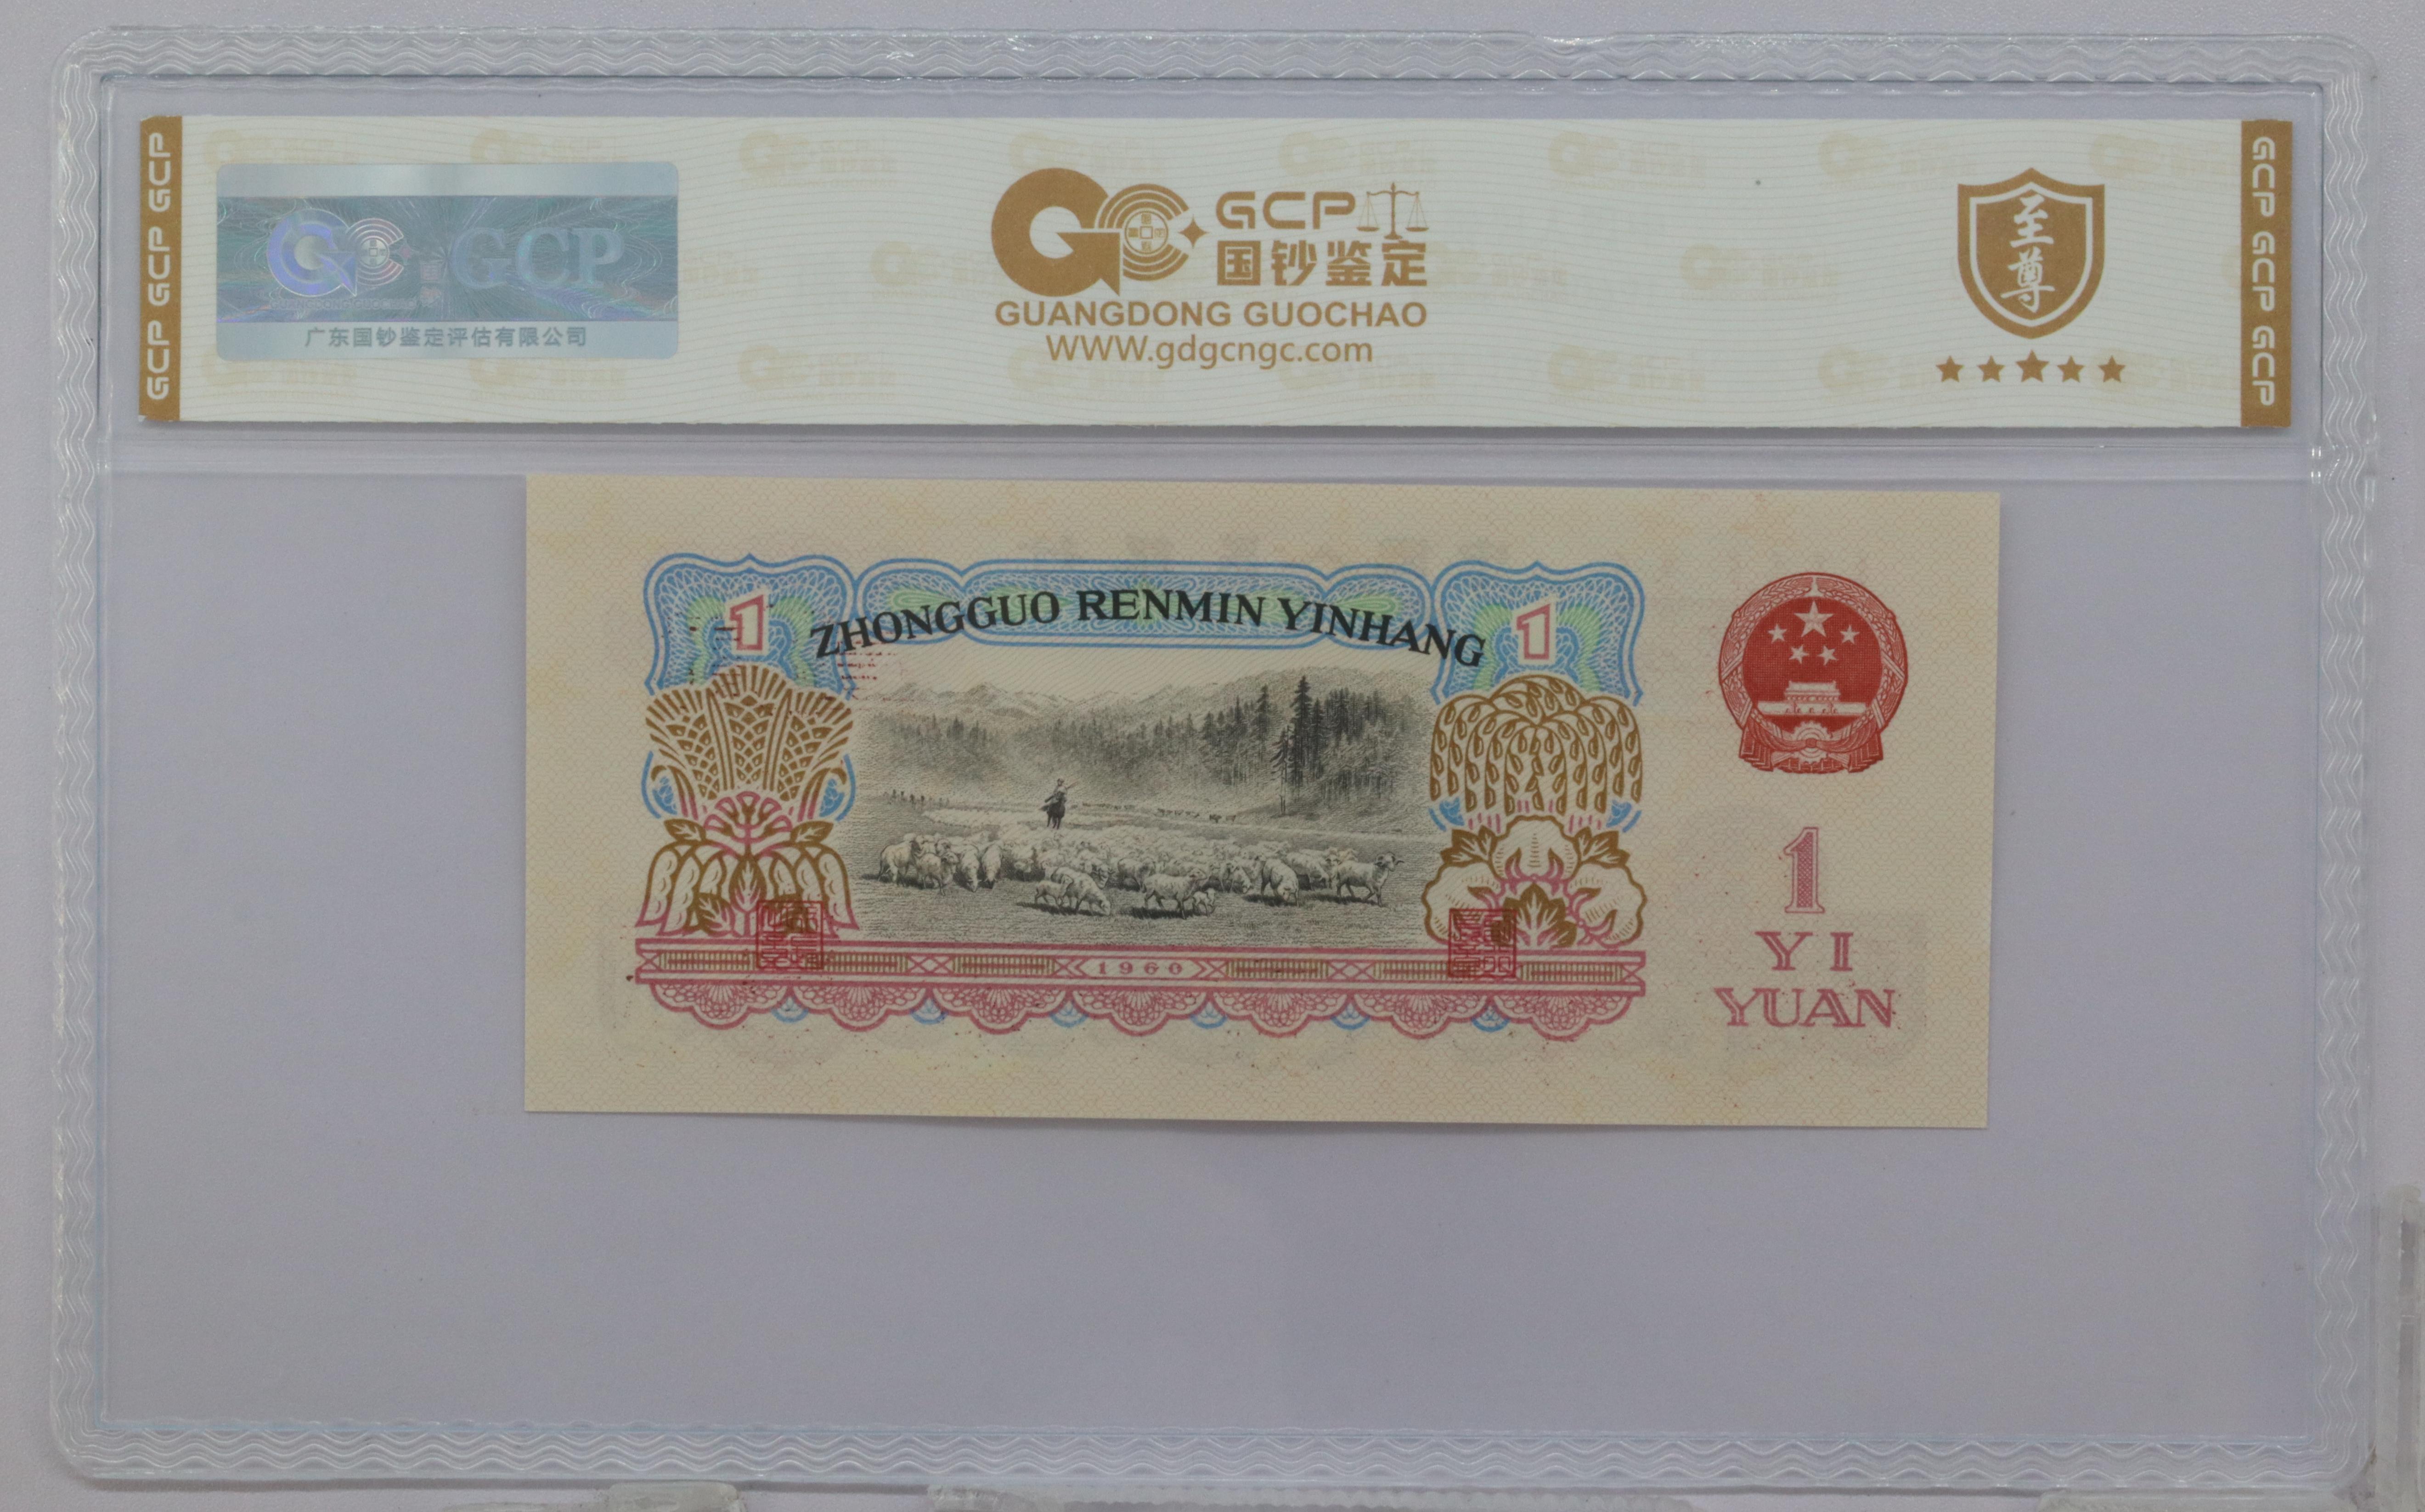 GCP GCP GCP
GCP
广东国钞鉴定评估有限公司
GCP
国钞鉴定
GUANGDONG GUOCHAO
WWW.gdgcngc.com
至尊
GCP GCP GCP
1
ZHONGGUO RENMIN YINHANG
1
1960
1
YI
YUAN